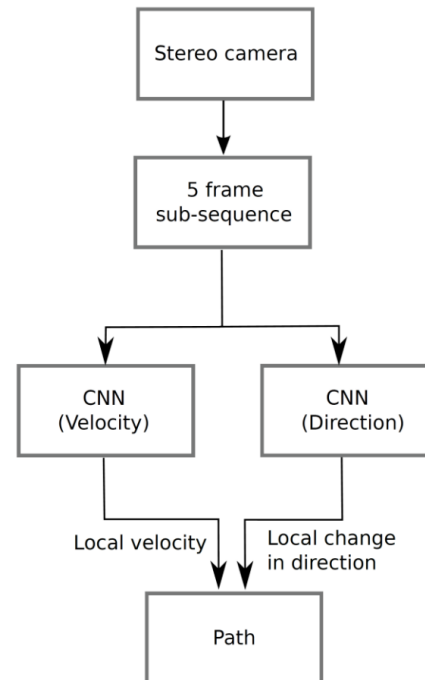 Stereo camera
5 frame
sub-sequence
CNN
(Velocity)
CNN
(Direction)
Local velocity
Local change
in direction
Path